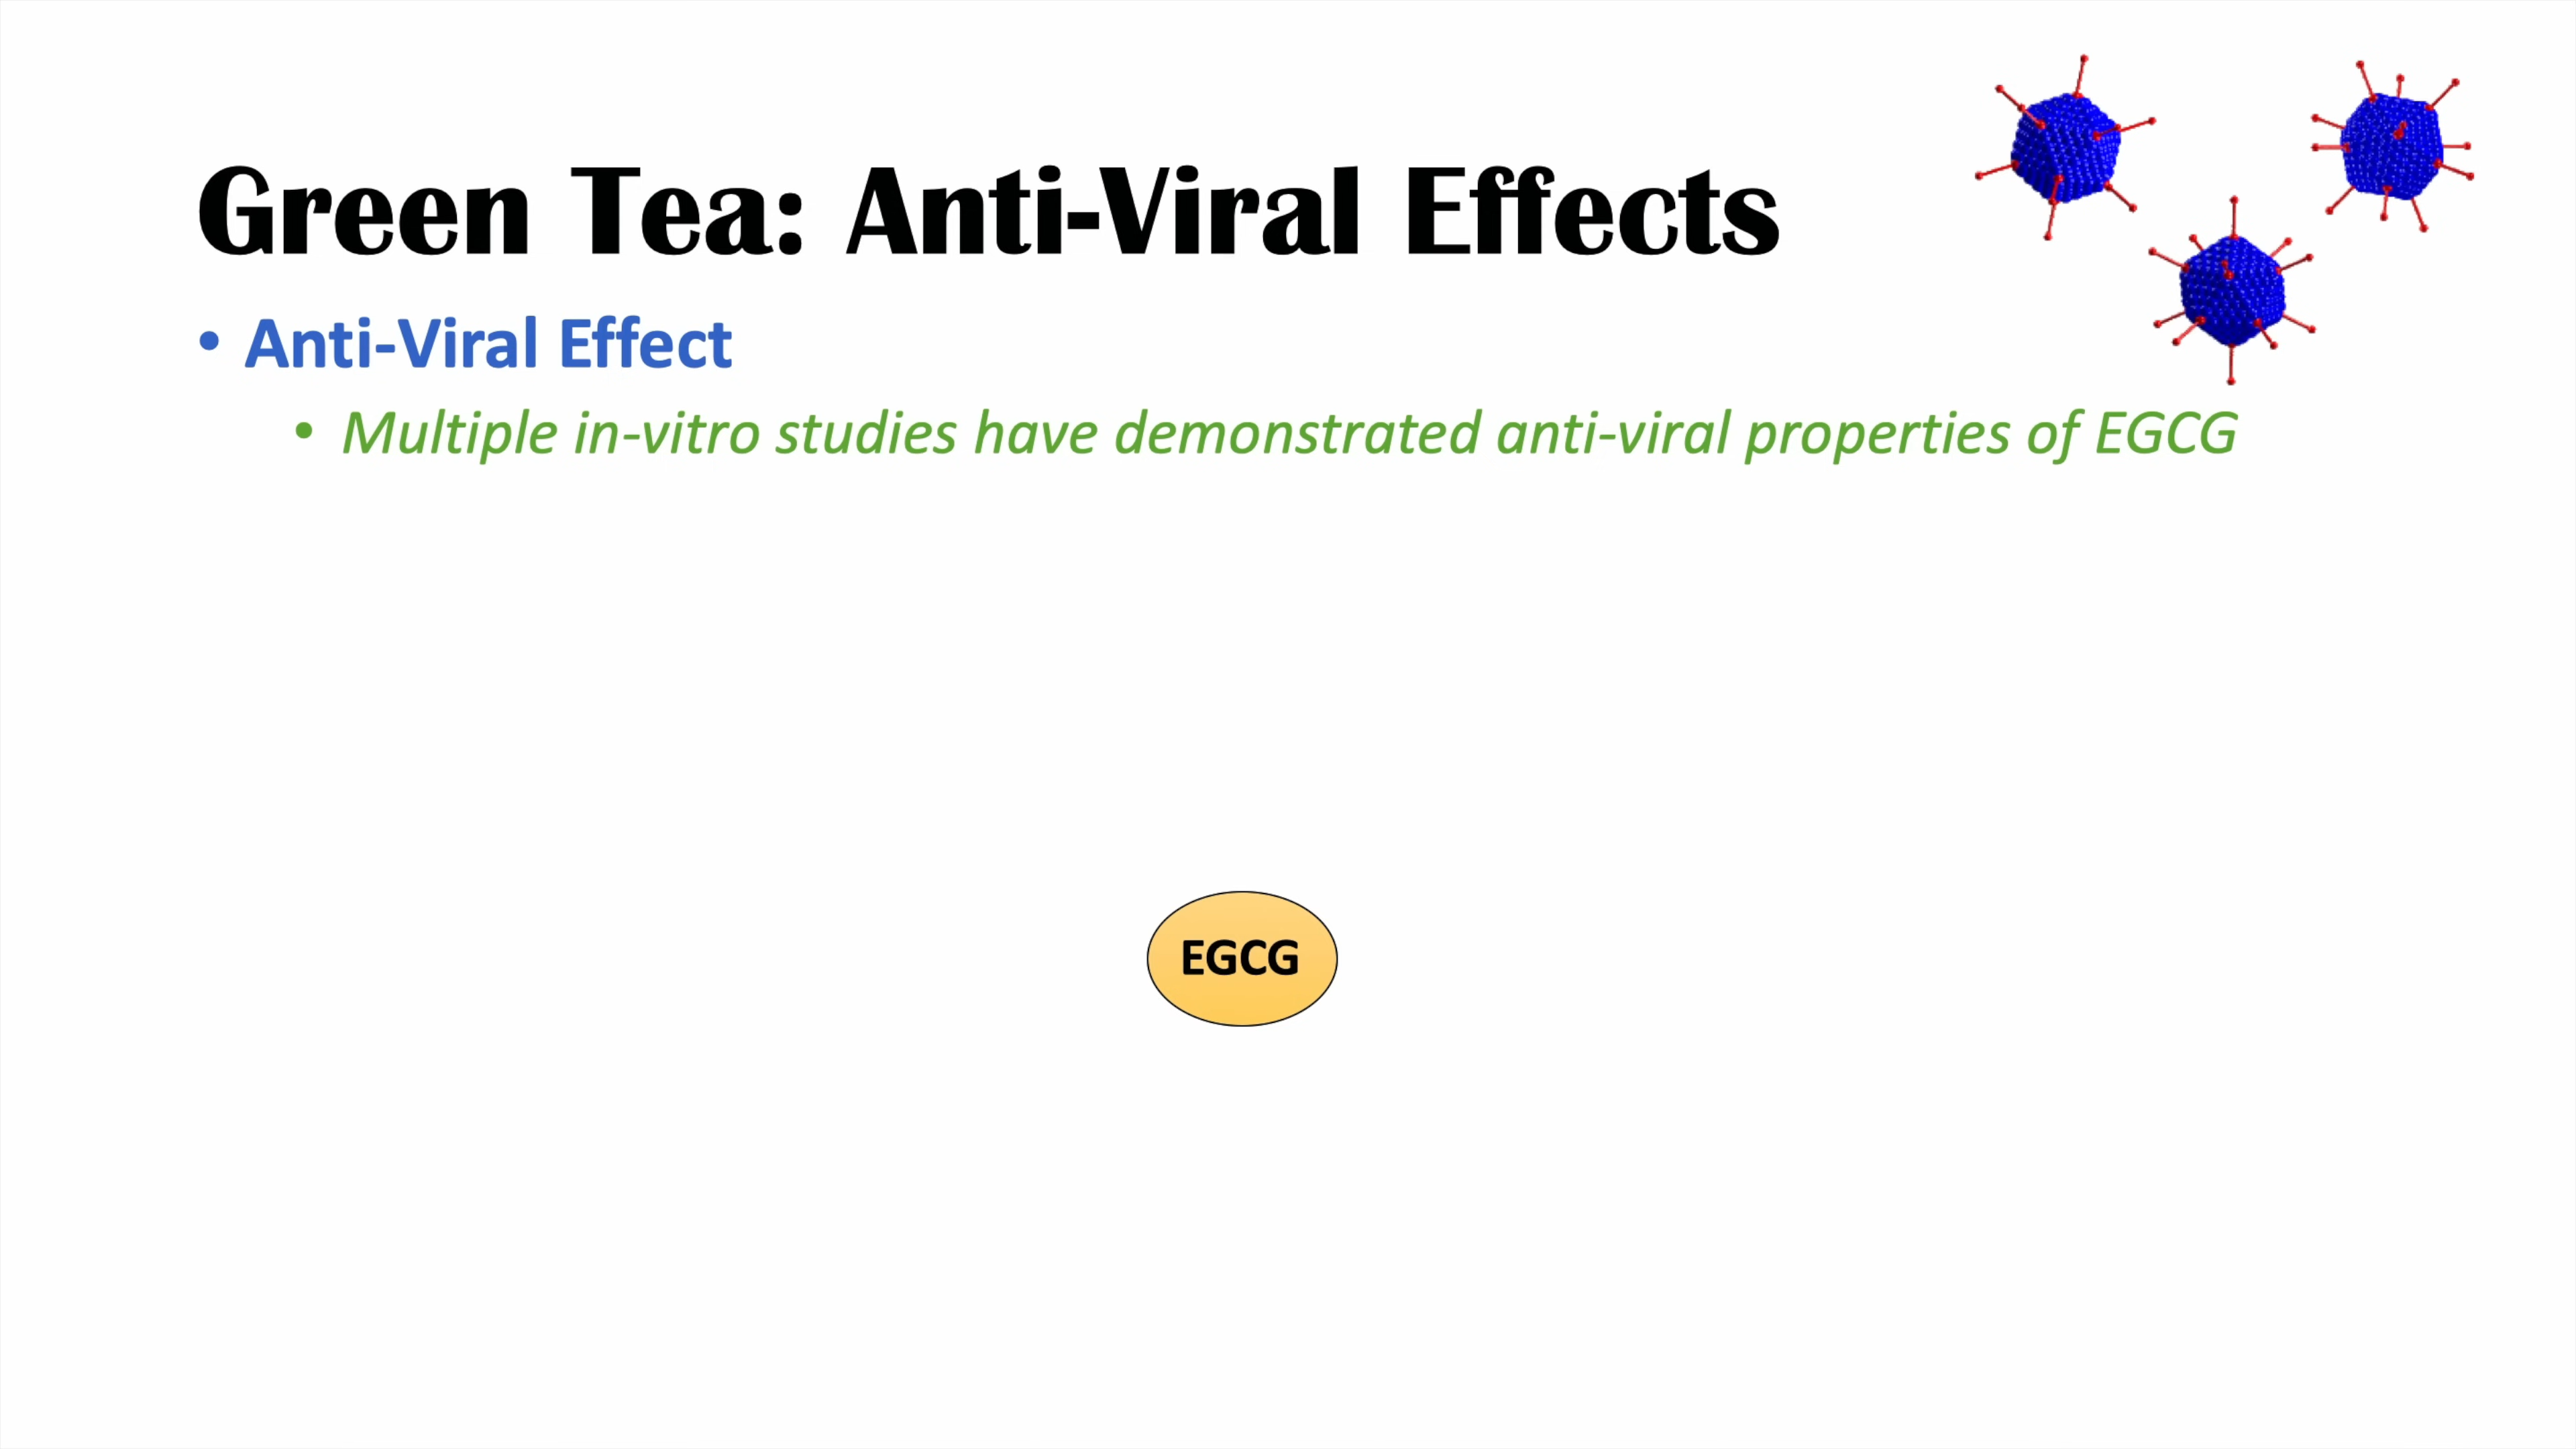 Green Tea: Anti-Viral Effects
• Anti-Viral Effect
• Multiple in-vitro studies have demonstrated anti-viral properties of EGCG
EGCG